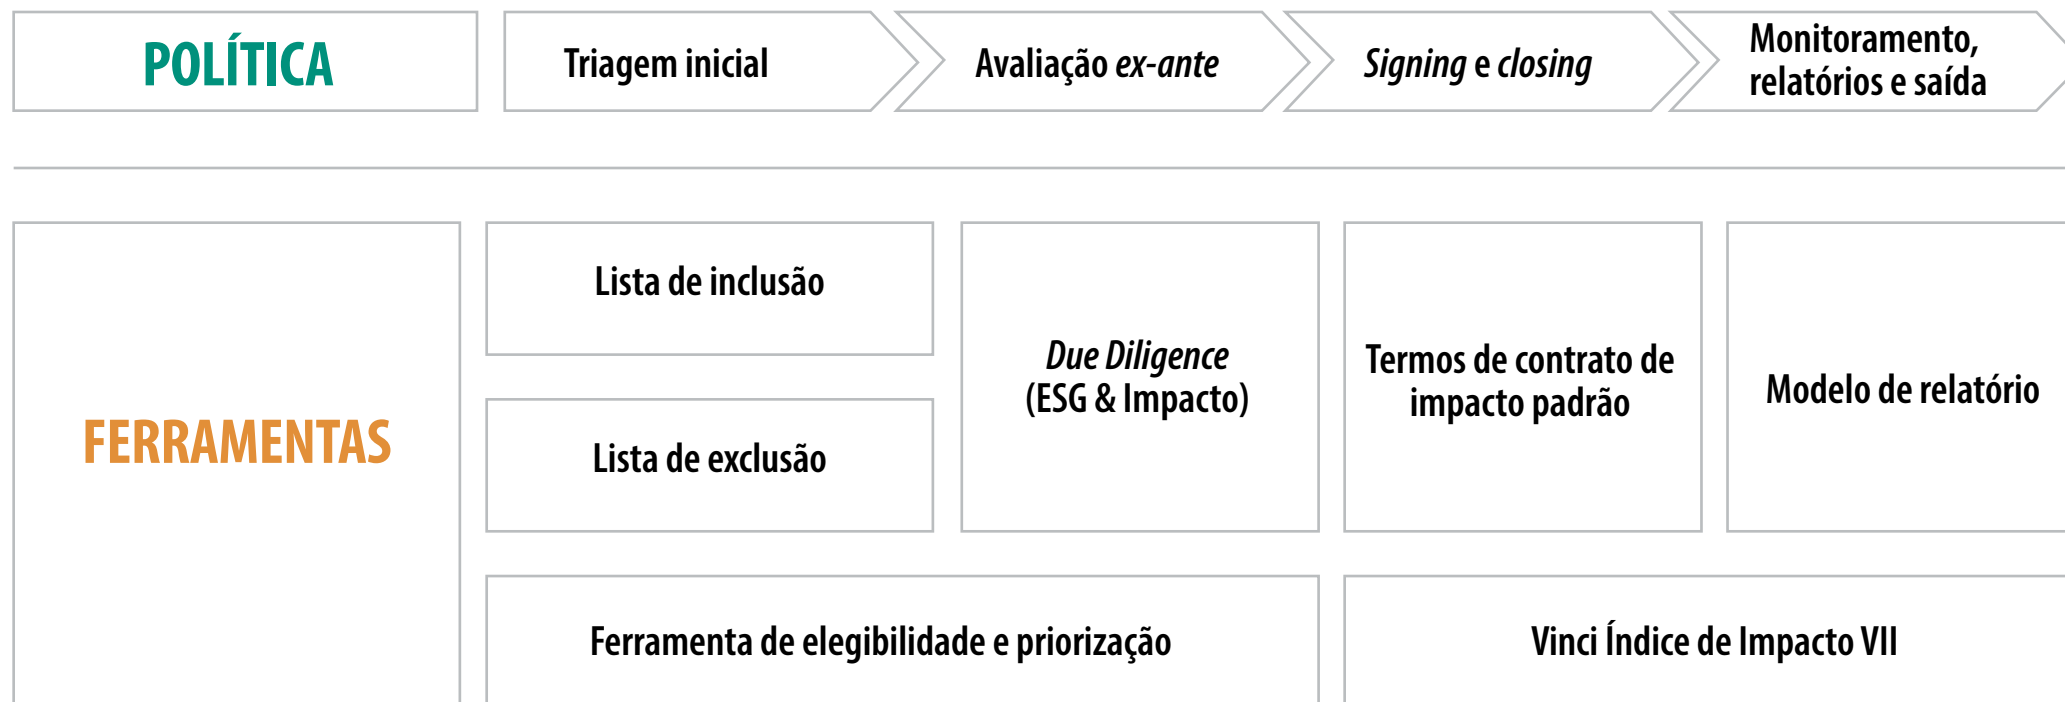 POLÍTICA
Triagem inicial
Avaliação ex-ante
Signing e closing
Monitoramento,
relatórios e saída
FERRAMENTAS
Lista de inclusão
Lista de exclusão
Due Diligence
(ESG & Impacto)
Termos de contrato de
impacto padrão
Modelo de relatório
Ferramenta de elegibilidade e priorização
Vinci Índice de Impacto VII